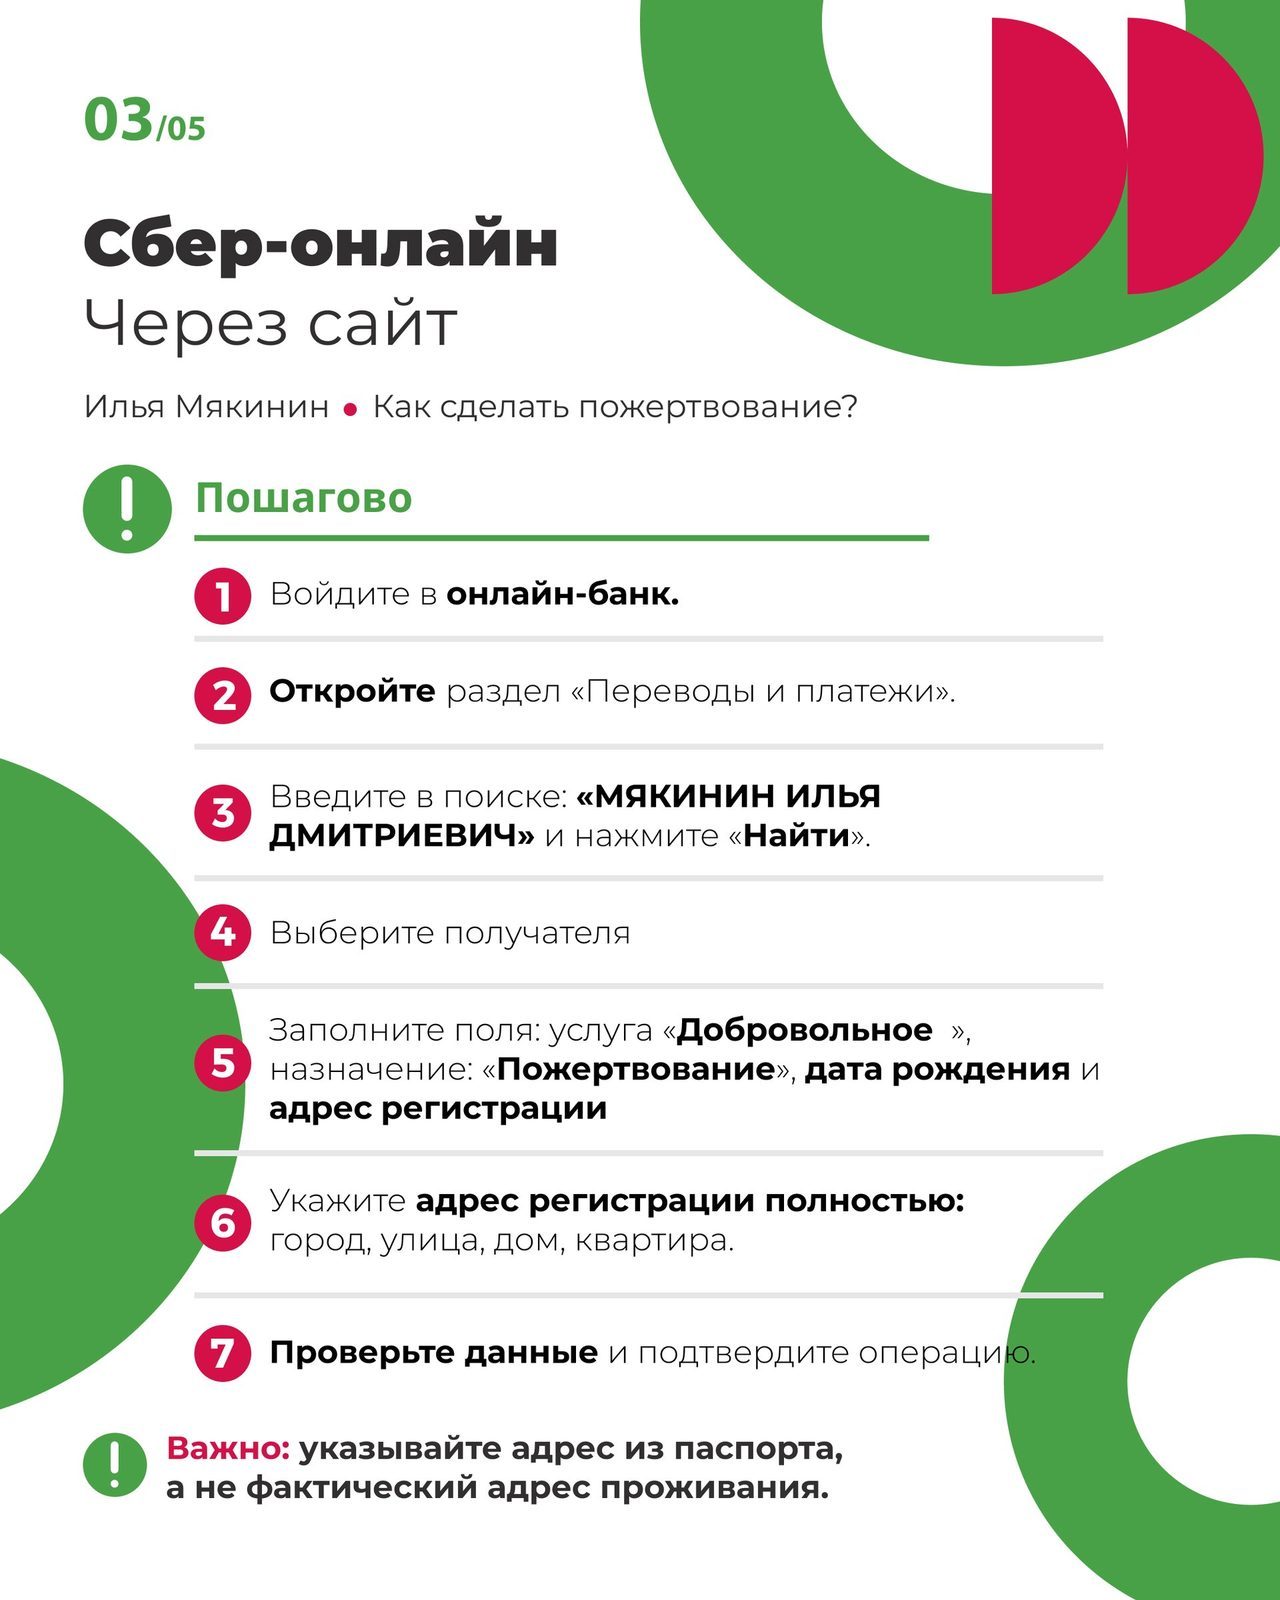 03/05
Сбер-онлайн
Через сайт
Илья Мякинин • Как сделать пожертвование?
Пошагово
1 Войдите в онлайн-банк.
2 Откройте раздел «Переводы и платежи».
3 Введите в поиске: «МЯКИНИН ИЛЬЯ
ДМИТРИЕВИЧ» и нажмите «Найти».
4 Выберите получателя
5 Заполните поля: услуга «Добровольное »,
назначение: «Пожертвование», дата рождения и
адрес регистрации
6 Укажите адрес регистрации полностью:
город, улица, дом, квартира.
7 Проверьте данные и подтвердите операцию.
Важно: указывайте адрес из паспорта,
а не фактический адрес проживания.